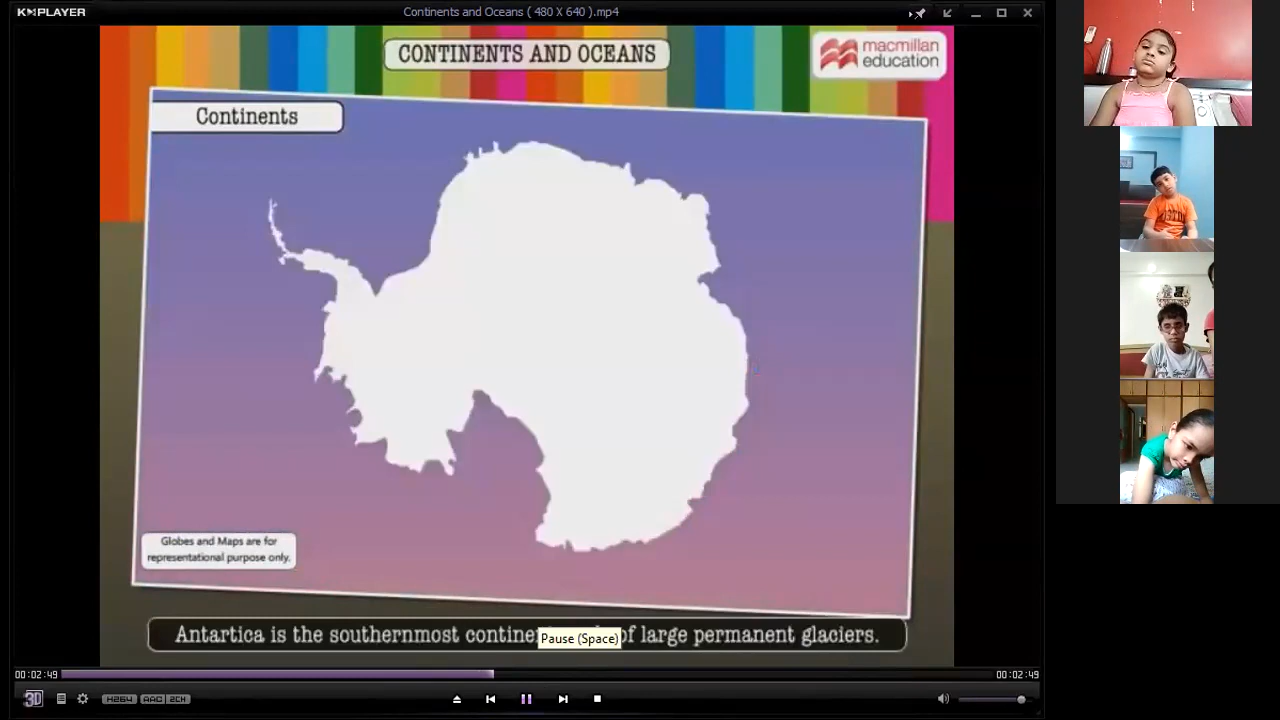 KMPLAYER
Continents and Oceans ( 480 X 640 ).mp4
CONTINENTS AND OCEANS
macmillan
education
Continents
Globes and Maps are for
representational purpose only.
Antartica is the southernmost of large permanent glaciers.
Pause (Space)
00:02:49
00:02:49
3D
H264 AAC 2CH